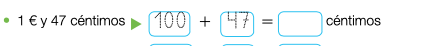 • 1 € y 47 céntimos ▶ 100 + 47 = céntimos